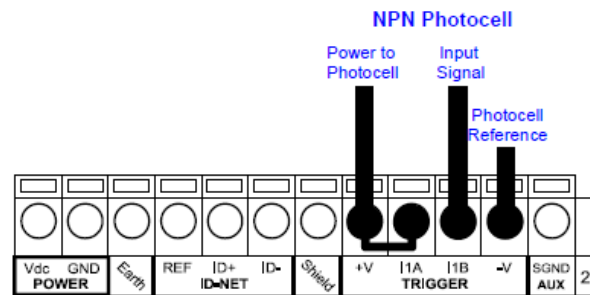 NPN Photocell
Power to
Photocell
Input
Signal
Photocell
Reference
Vdc GND Earth REF ID+ ID- Shield +V I1A I1B -V SGND
POWER ID-NET TRIGGER AUX 2